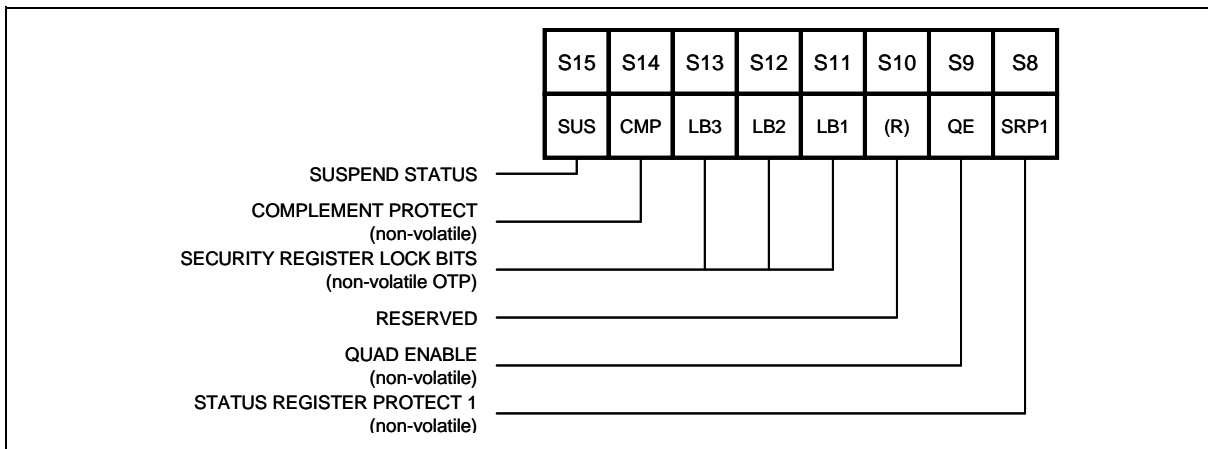 S15 S14 S13 S12 S11 S10 S9 S8
SUS CMP LB3 LB2 LB1 (R) QE SRP1
SUSPEND STATUS
COMPLEMENT PROTECT
(non-volatile)
SECURITY REGISTER LOCK BITS
(non-volatile OTP)
RESERVED
QUAD ENABLE
(non-volatile)
STATUS REGISTER PROTECT 1
(non-volatile)